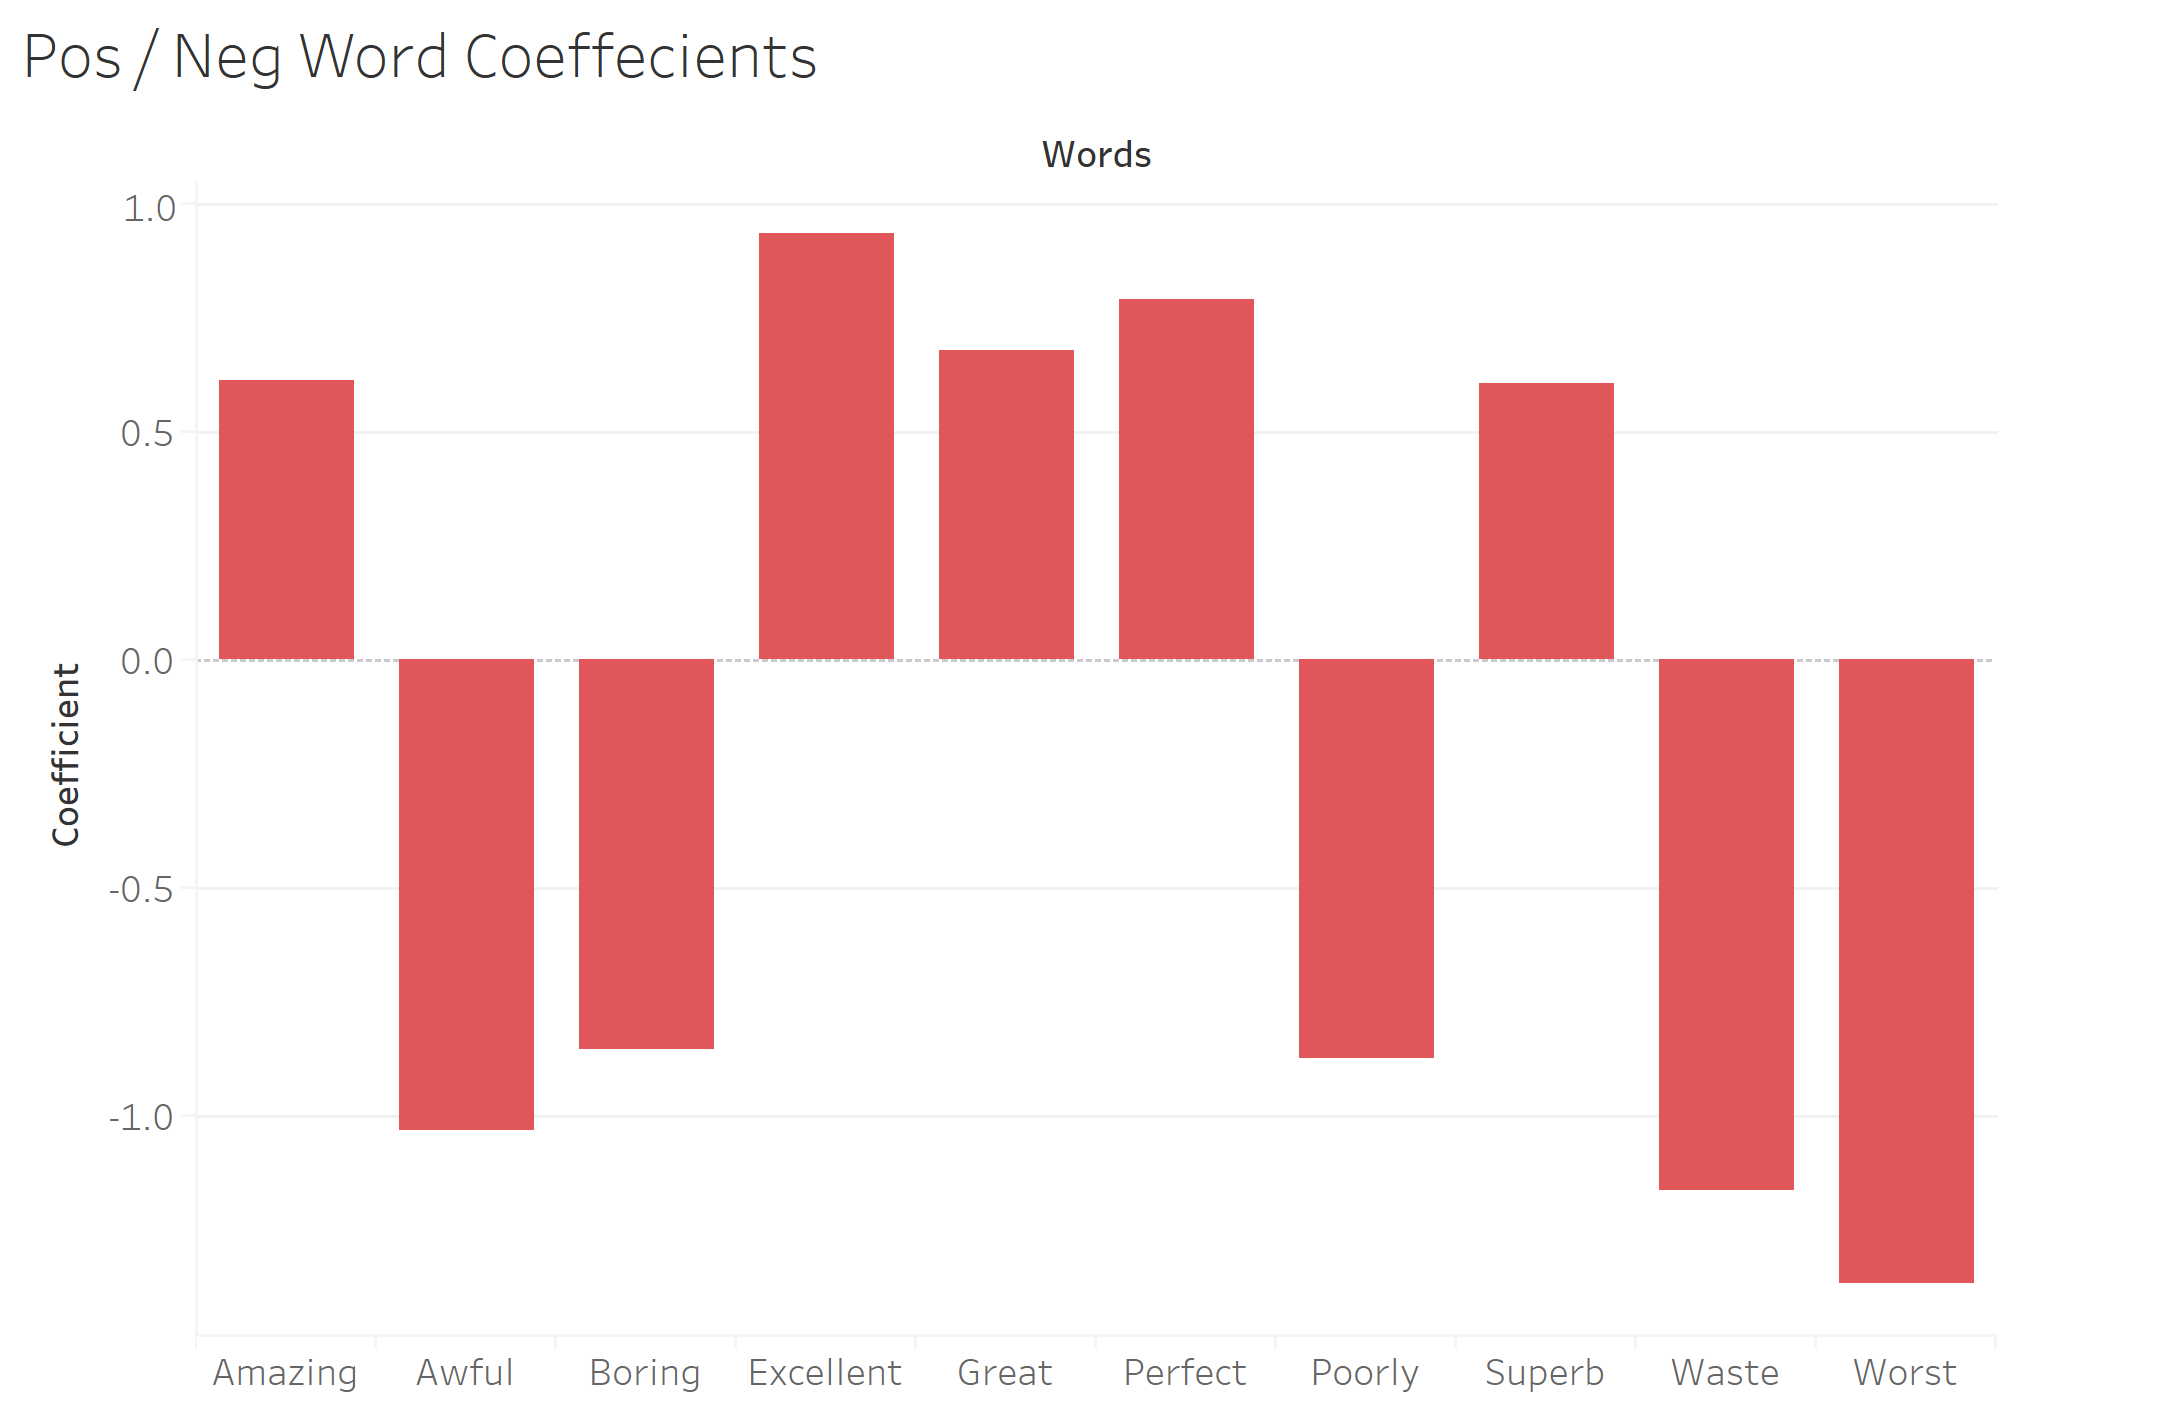 Pos / Neg Word Coeffecients
Words
1.0
0.5
0.0
-0.5
-1.0
Coefficient
Amazing Awful Boring Excellent Great Perfect Poorly Superb Waste Worst